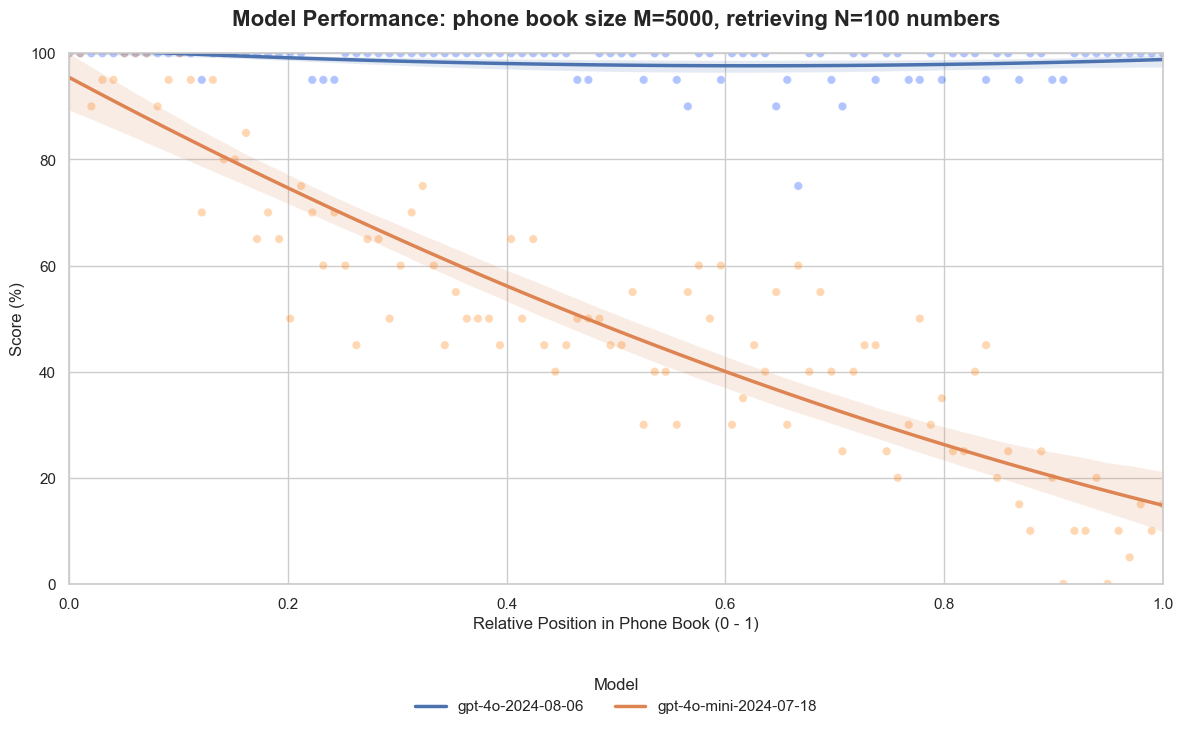 Model Performance: phone book size M=5000, retrieving N=100 numbers
100
80
60
40
20
0
Score (%)
0.0 0.2 0.4 0.6 0.8 1.0
Relative Position in Phone Book (0 - 1)
Model
gpt-4o-2024-08-06 gpt-4o-mini-2024-07-18